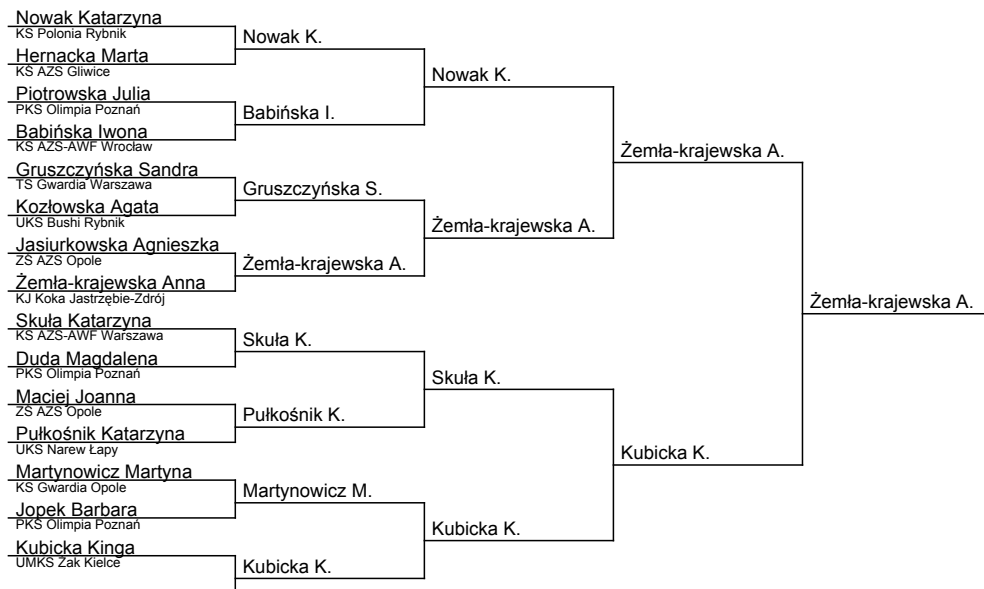 Nowak Katarzyna
KS Polonia Rybnik
Nowak K.
Hernacka Marta
KS AZS Gliwice
Nowak K.
Piotrowska Julia
PKS Olimpia Poznań
Babińska I.
Babińska Iwona
KS AZS-AWF Wrocław
Żemła-krajewska A.
Gruszczyńska Sandra
TS Gwardia Warszawa
Gruszczyńska S.
Kozłowska Agata
UKS Bushi Rybnik
Żemła-krajewska A.
Jasiurkowska Agnieszka
ZS AZS Opole
Żemła-krajewska A.
Żemła-krajewska Anna
KJ Koka Jastrzębie-Zdrój
Żemła-krajewska A.
Skuła Katarzyna
KS AZS-AWF Warszawa
Skuła K.
Duda Magdalena
PKS Olimpia Poznań
Skuła K.
Maciej Joanna
ZS AZS Opole
Pułkośnik K.
Pułkośnik Katarzyna
UKS Narew Łapy
Kubicka K.
Martynowicz Martyna
KS Gwardia Opole
Martynowicz M.
Jopek Barbara
PKS Olimpia Poznań
Kubicka K.
Kubicka Kinga
UMKS Żak Kielce
Kubicka K.